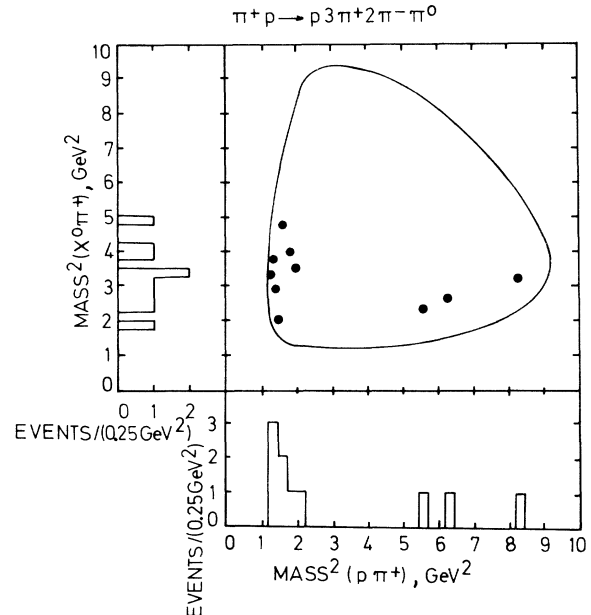 π⁺ p → p 3π+2π−π⁰
10
9
8
7
6
5
4
3
2
1
0
MASS² (X⁰π⁺), GeV²
0 1 2
EVENTS/(0.25GeV²)
3
2
1
0
EVENTS/(0.25GeV²)
0 1 2 3 4 5 6 7 8 9 10
MASS² (p π⁺), GeV²